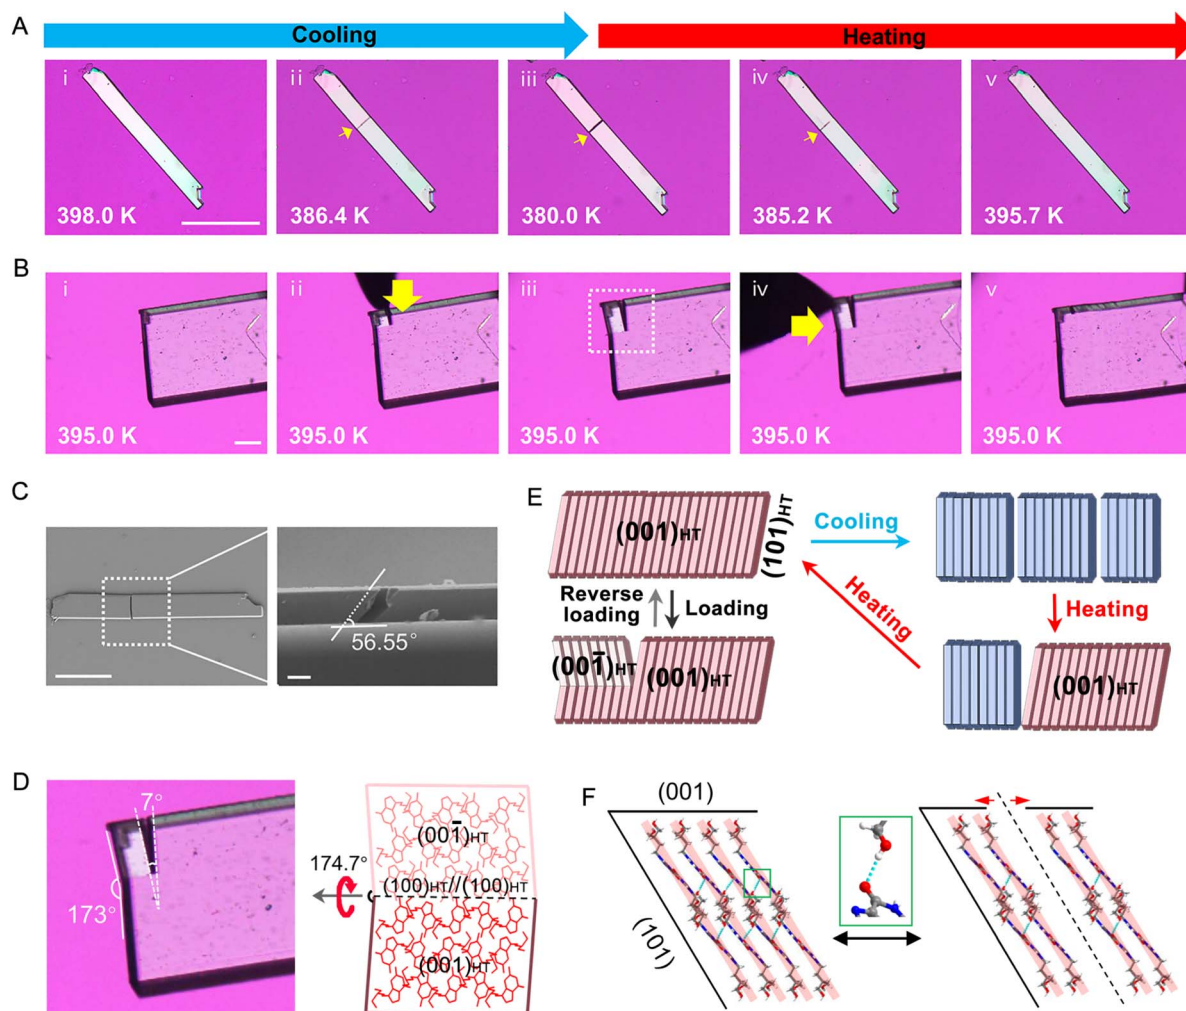 A
Cooling
Heating
i
398.0 K
ii
386.4 K
iii
380.0 K
iv
385.2 K
v
395.7 K
B
i
395.0 K
ii
395.0 K
iii
395.0 K
iv
395.0 K
v
395.0 K
C
56.55°
E
(001)HT
(101)HT
Cooling
Reverse
loading
Loading
Heating
Heating
(001̄)HT
(001)HT
(001)HT
D
7°
173°
174.7°
(001̄)HT
(100)HT//(100)HT
(001)HT
F
(001)
(101)